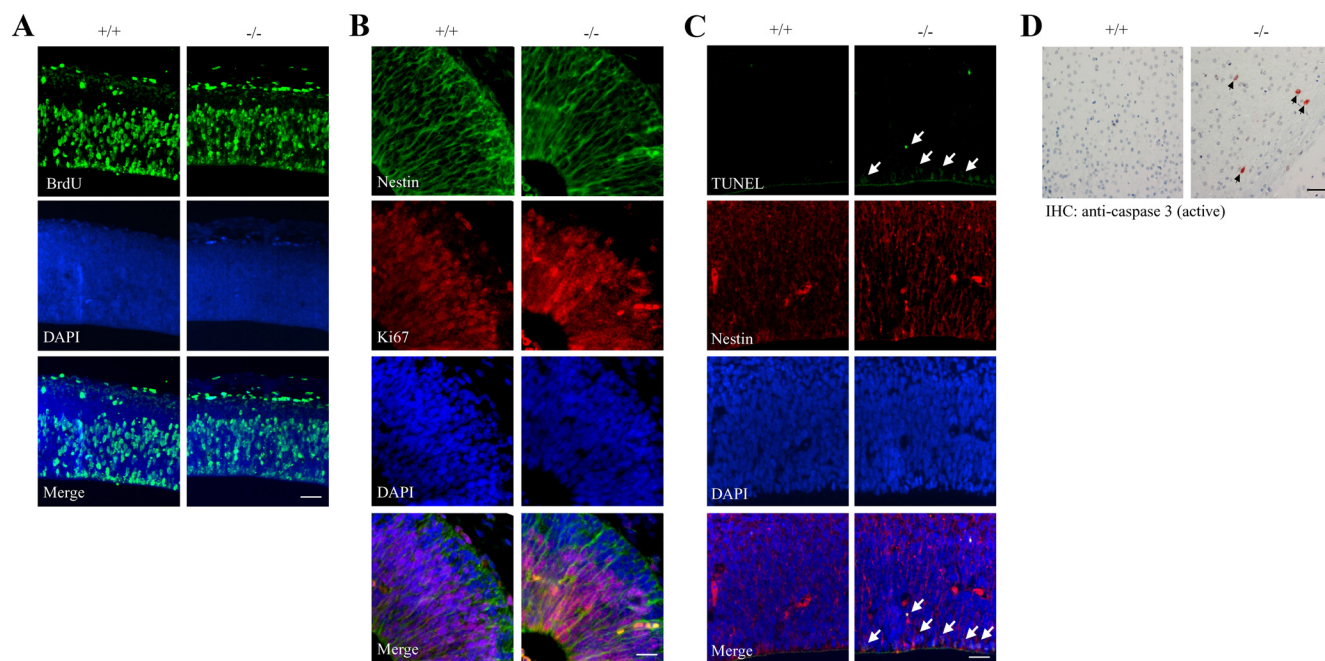 A
+/+
-/-
BrdU
DAPI
Merge
B
+/+
-/-
Nestin
Ki67
DAPI
Merge
C
+/+
-/-
TUNEL
Nestin
DAPI
Merge
D
+/+
-/-
IHC: anti-caspase 3 (active)